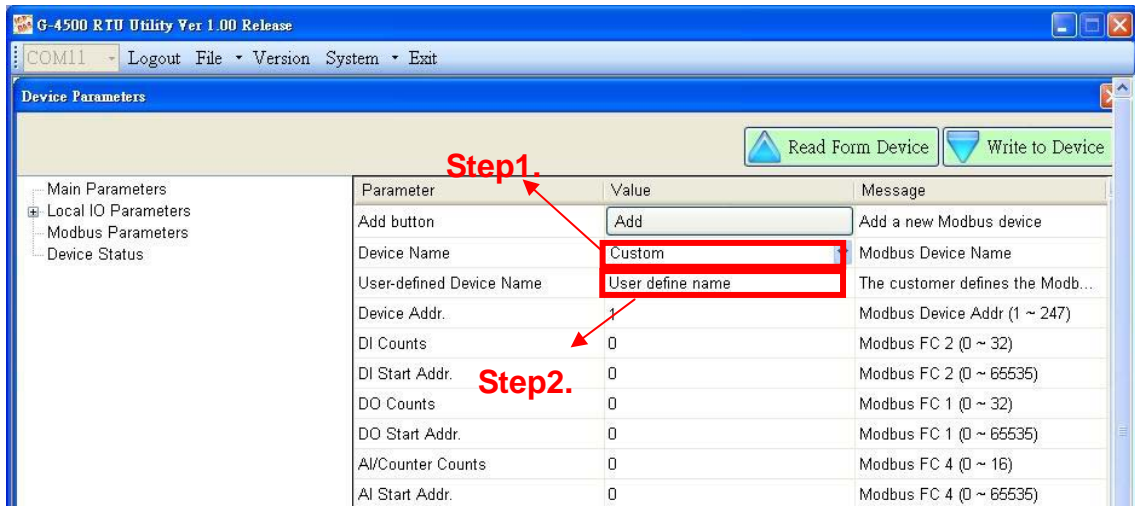 G-4500 RTU Utility Ver 1.00 Release
COM11 Logout File Version System Exit
Device Parameters
Read Form Device Write to Device
Step1.
Main Parameters
Local IO Parameters
Modbus Parameters
Device Status
Parameter Value Message
Add button Add Add a new Modbus device
Device Name Custom Modbus Device Name
User-defined Device Name User define name The customer defines the Modb...
Device Addr. 1 Modbus Device Addr (1 ~ 247)
DI Counts 0 Modbus FC 2 (0 ~ 32)
DI Start Addr. 0 Modbus FC 2 (0 ~ 65535)
Step2.
DO Counts 0 Modbus FC 1 (0 ~ 32)
DO Start Addr. 0 Modbus FC 1 (0 ~ 65535)
AI/Counter Counts 0 Modbus FC 4 (0 ~ 16)
AI Start Addr. 0 Modbus FC 4 (0 ~ 65535)